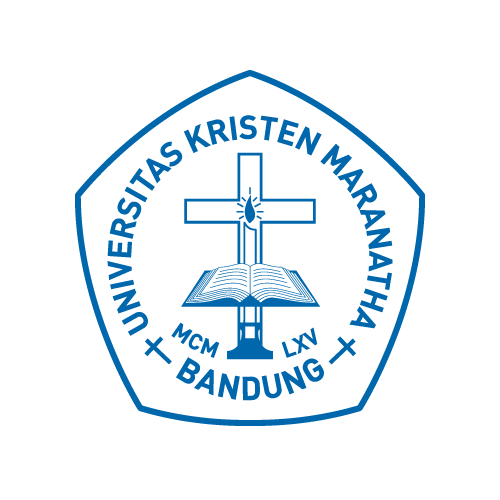 UNIVERSITAS KRISTEN MARANATHA
MCM LXV
BANDUNG